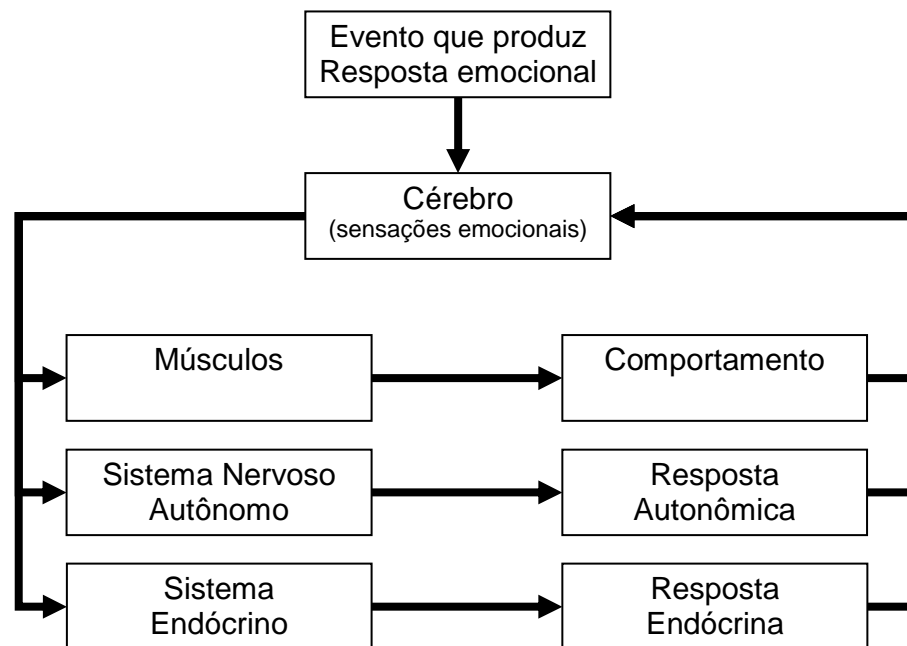 Evento que produz
Resposta emocional
Cérebro
(sensações emocionais)
Músculos
Comportamento
Sistema Nervoso
Autônomo
Resposta
Autonômica
Sistema
Endócrino
Resposta
Endócrina